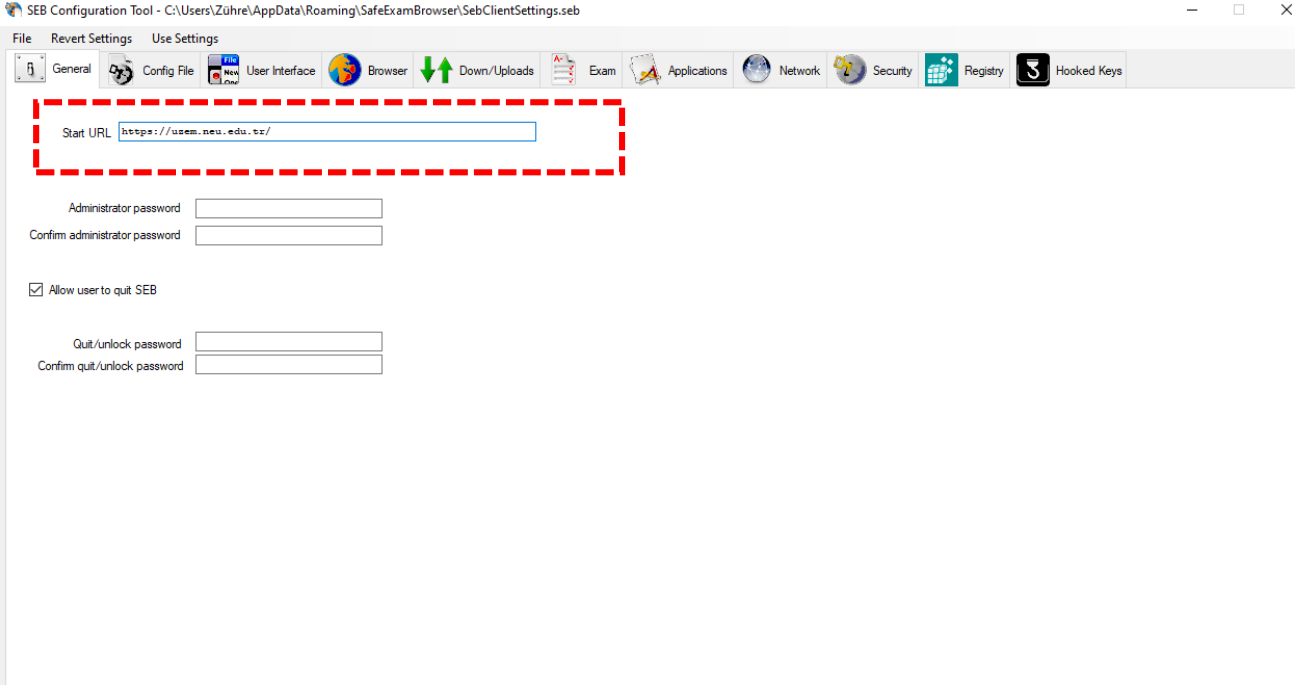 SEB Configuration Tool - C:\Users\Zühre\AppData\Roaming\SafeExamBrowser\SebClientSettings.seb
File Revert Settings Use Settings
General Config File User Interface Browser Down/Uploads Exam Applications Network Security Registry Hooked Keys
Start URL https://usem.neu.edu.tr/
Administrator password
Confirm administrator password
Allow user to quit SEB
Quit/unlock password
Confirm quit/unlock password